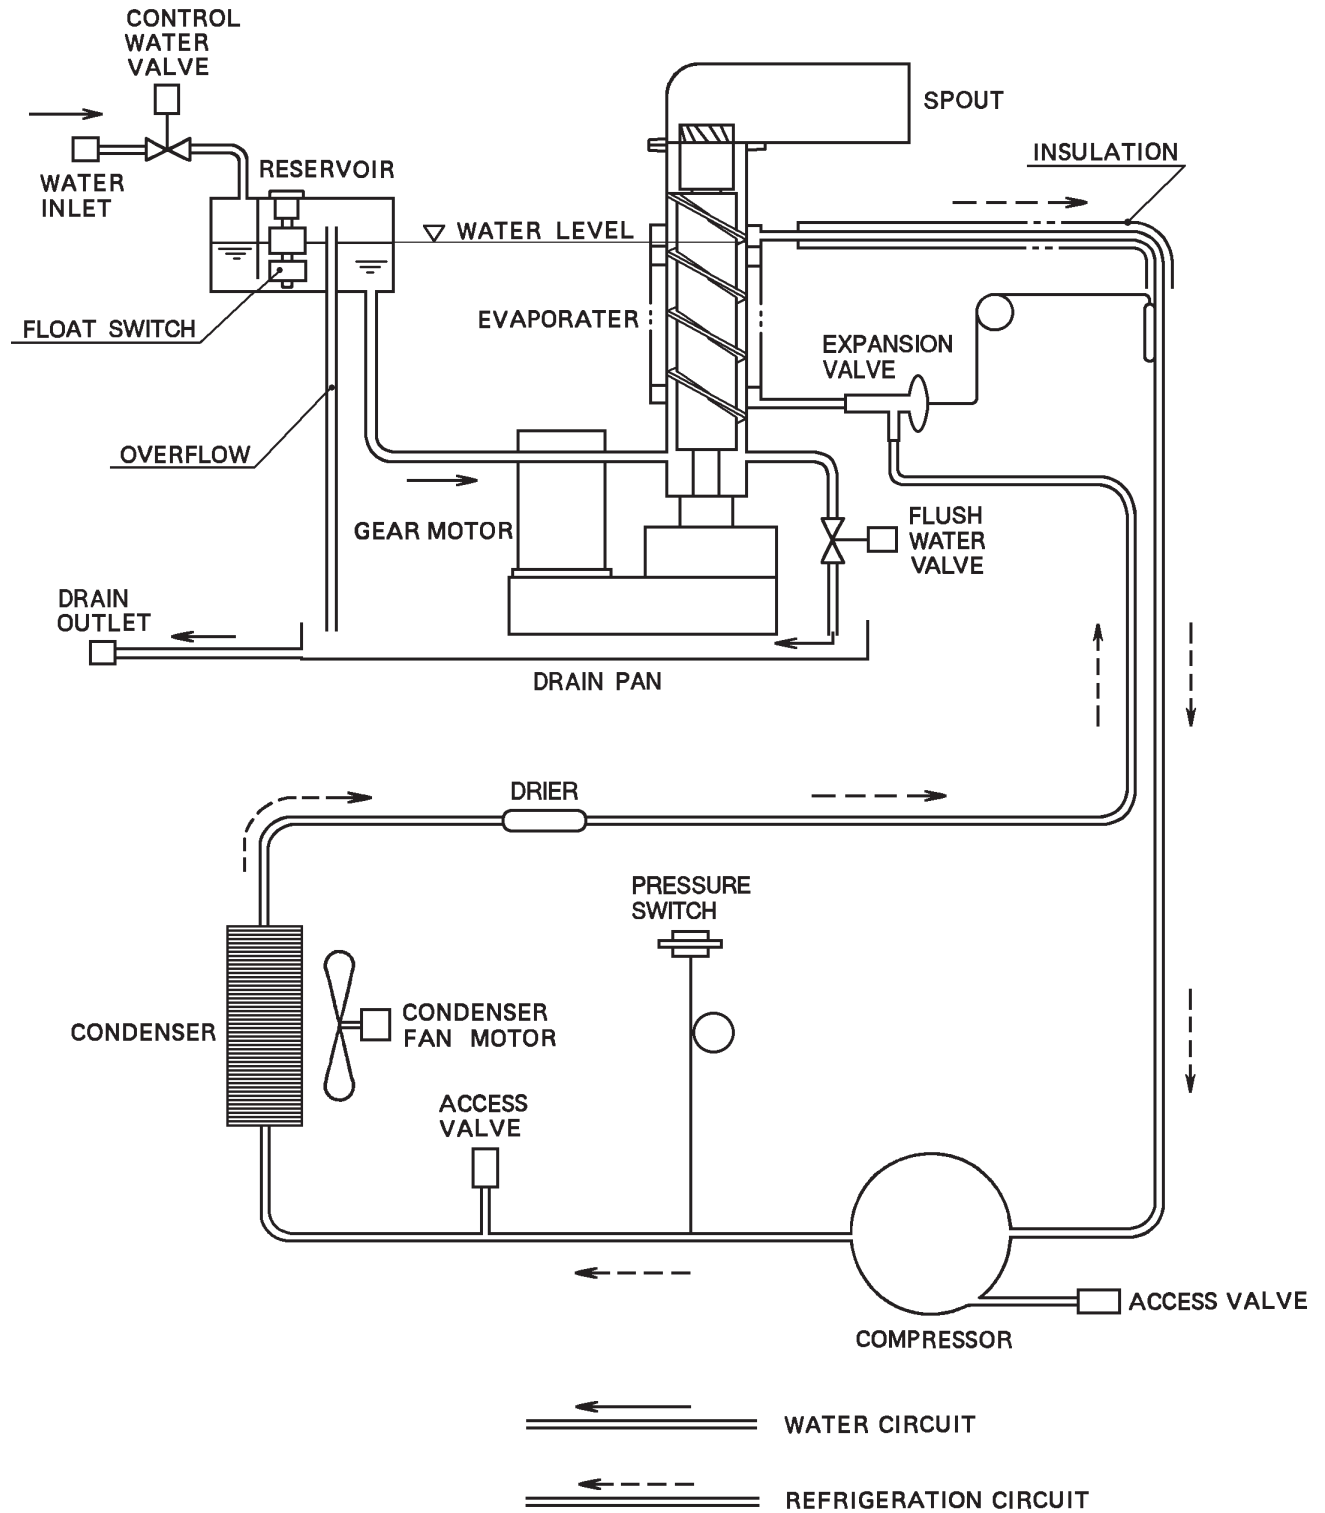 CONTROL
WATER
VALVE
SPOUT
INSULATION
RESERVOIR
WATER
INLET
WATER LEVEL
FLOAT SWITCH
EVAPORATER
EXPANSION
VALVE
OVERFLOW
GEAR MOTOR
FLUSH
WATER
VALVE
DRAIN
OUTLET
DRAIN PAN
DRIER
PRESSURE
SWITCH
CONDENSER
CONDENSER
FAN MOTOR
ACCESS
VALVE
ACCESS VALVE
COMPRESSOR
WATER CIRCUIT
REFRIGERATION CIRCUIT